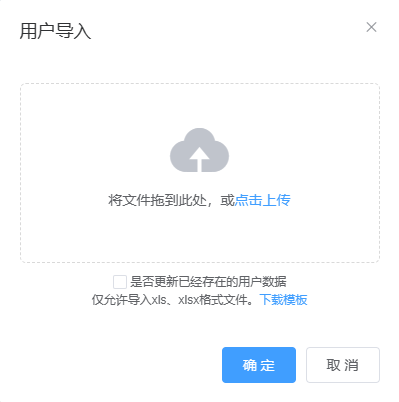 用户导入
将文件拖到此处，或点击上传
是否更新已经存在的用户数据
仅允许导入xls、xlsx格式文件。下载模板
确 定
取 消